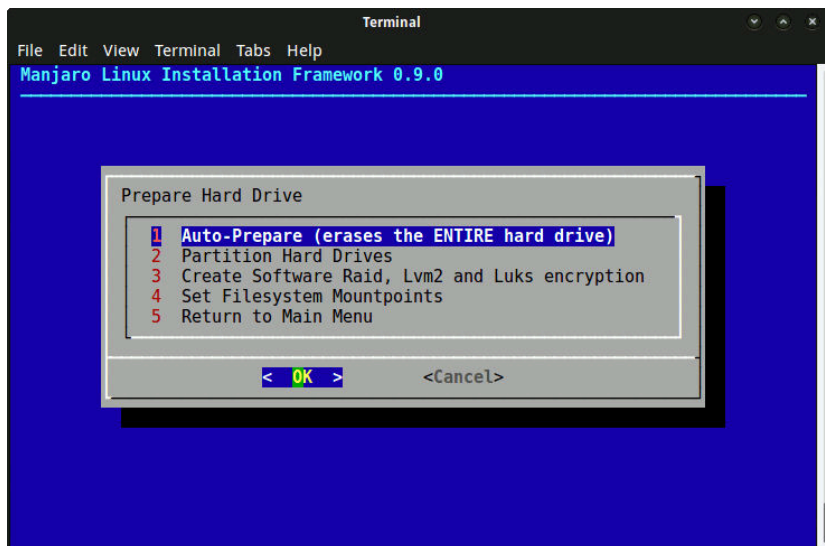 Terminal
File Edit View Terminal Tabs Help
Manjaro Linux Installation Framework 0.9.0
Prepare Hard Drive
1 Auto-Prepare (erases the ENTIRE hard drive)
2 Partition Hard Drives
3 Create Software Raid, Lvm2 and Luks encryption
4 Set Filesystem Mountpoints
5 Return to Main Menu
< OK > <Cancel>